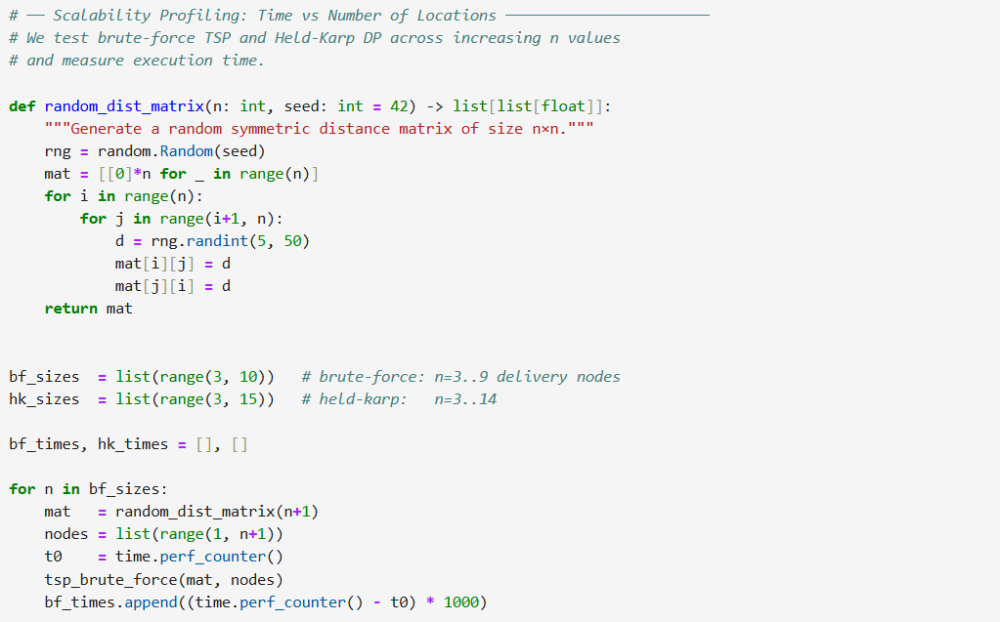 # ── Scalability Profiling: Time vs Number of Locations ───────────────────────
# We test brute-force TSP and Held-Karp DP across increasing n values
# and measure execution time.

def random_dist_matrix(n: int, seed: int = 42) -> list[list[float]]:
    """Generate a random symmetric distance matrix of size n×n."""
    rng = random.Random(seed)
    mat = [[0]*n for _ in range(n)]
    for i in range(n):
        for j in range(i+1, n):
            d = rng.randint(5, 50)
            mat[i][j] = d
            mat[j][i] = d
    return mat


bf_sizes  = list(range(3, 10))   # brute-force: n=3..9 delivery nodes
hk_sizes  = list(range(3, 15))   # held-karp:   n=3..14

bf_times, hk_times = [], []

for n in bf_sizes:
    mat   = random_dist_matrix(n+1)
    nodes = list(range(1, n+1))
    t0    = time.perf_counter()
    tsp_brute_force(mat, nodes)
    bf_times.append((time.perf_counter() - t0) * 1000)